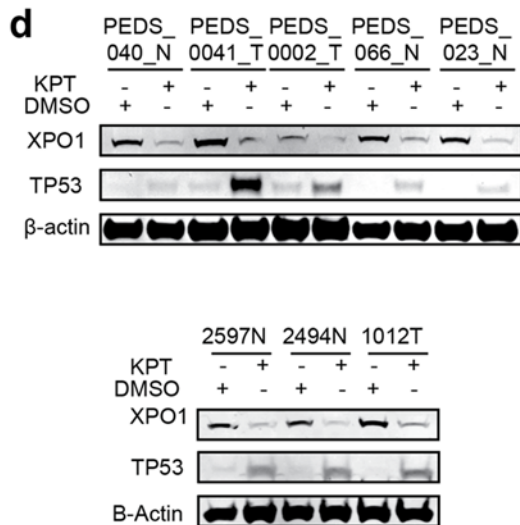 d
PEDS_ PEDS_ PEDS_ PEDS_ PEDS_
040_N 0041_T 0002_T 066_N 023_N
KPT - + - + - + - + - +
DMSO + - + - + - + - + -
XPO1
TP53
β-actin
2597N 2494N 1012T
KPT - + - + - +
DMSO + - + - + -
XPO1
TP53
B-Actin